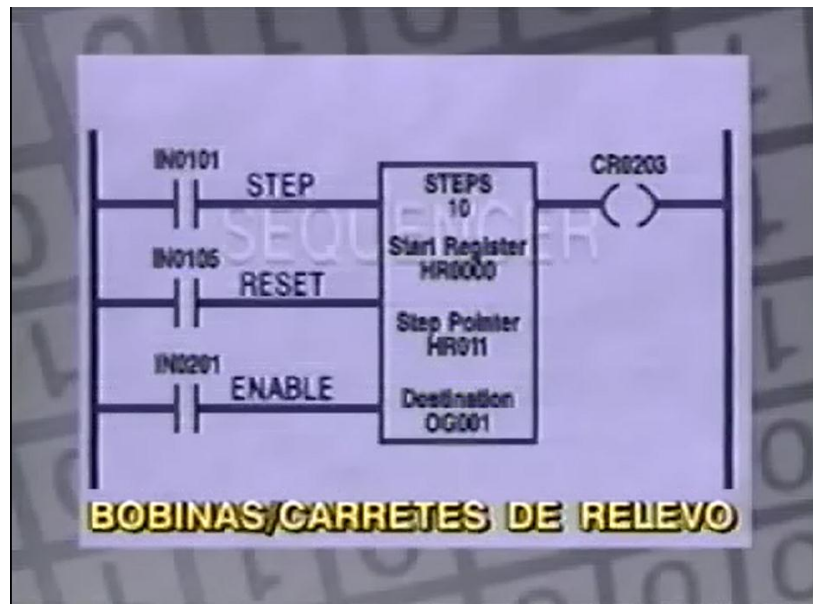 IN0101
STEP
CR0203
STEPS
10
SEQUENCER
IN0105
RESET
Start Register
HR0000
Step Pointer
HR011
IN0201
ENABLE
Destination
OG001
BOBINAS/CARRETES DE RELEVO